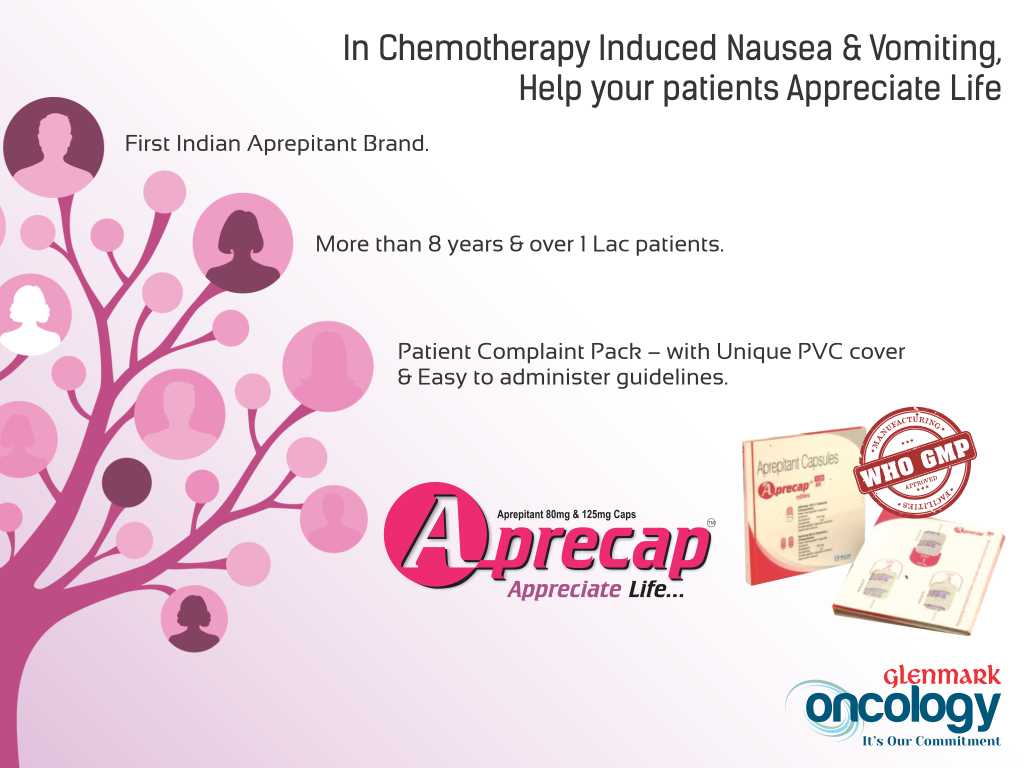 In Chemotherapy Induced Nausea & Vomiting,
Help your patients Appreciate Life
First Indian Aprepitant Brand.
More than 8 years & over 1 Lac patients.
Patient Complaint Pack – with Unique PVC cover
& Easy to administer guidelines.
Aprepitant 80mg & 125mg Caps
Aprecap™
Appreciate Life...
Aprepitant Capsules
Aprecap
MANUFACTURING
WHO GMP
APPROVED
FACILITIES
Aprecap
glenmark
oncology
It's Our Commitment